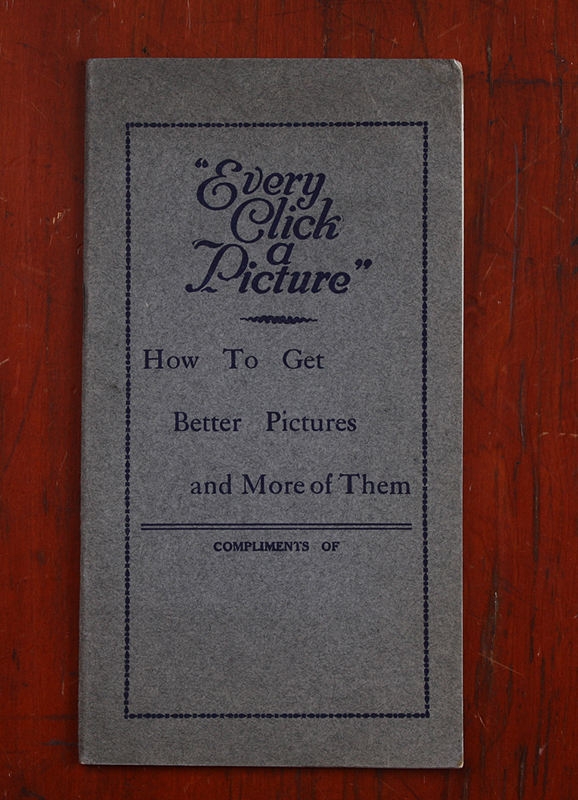 "Every
Click
a
Picture"
How To Get
Better Pictures
and More of Them
COMPLIMENTS OF